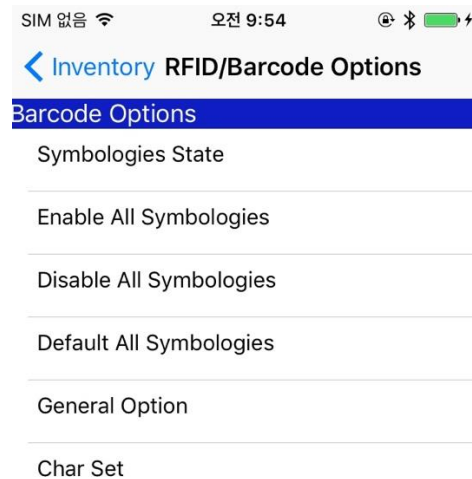 SIM 없음 오전 9:54
Inventory RFID/Barcode Options
Barcode Options
Symbologies State
Enable All Symbologies
Disable All Symbologies
Default All Symbologies
General Option
Char Set